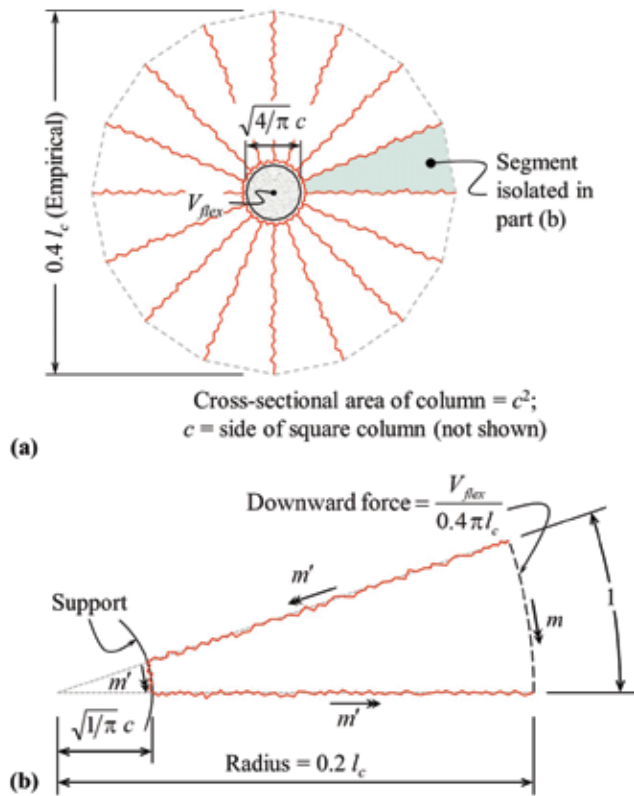 √4/π c
V_flex
0.4 l_c (Empirical)
Segment
isolated in
part (b)
Cross-sectional area of column = c²;
c = side of square column (not shown)
(a)
Downward force = V_flex / 0.4 π l_c
m′
Support
m
1
m′
m′
√1/π c
Radius = 0.2 l_c
(b)